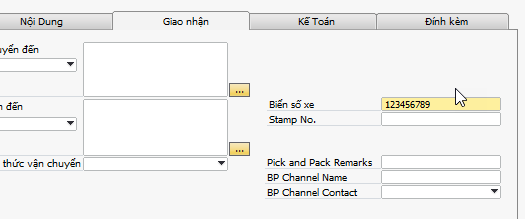 Nội Dung Giao nhận Kế Toán Đính kèm
đến
...
Biển số xe 123456789
đến
Stamp No.
...
thức vận chuyển Pick and Pack Remarks
BP Channel Name
BP Channel Contact